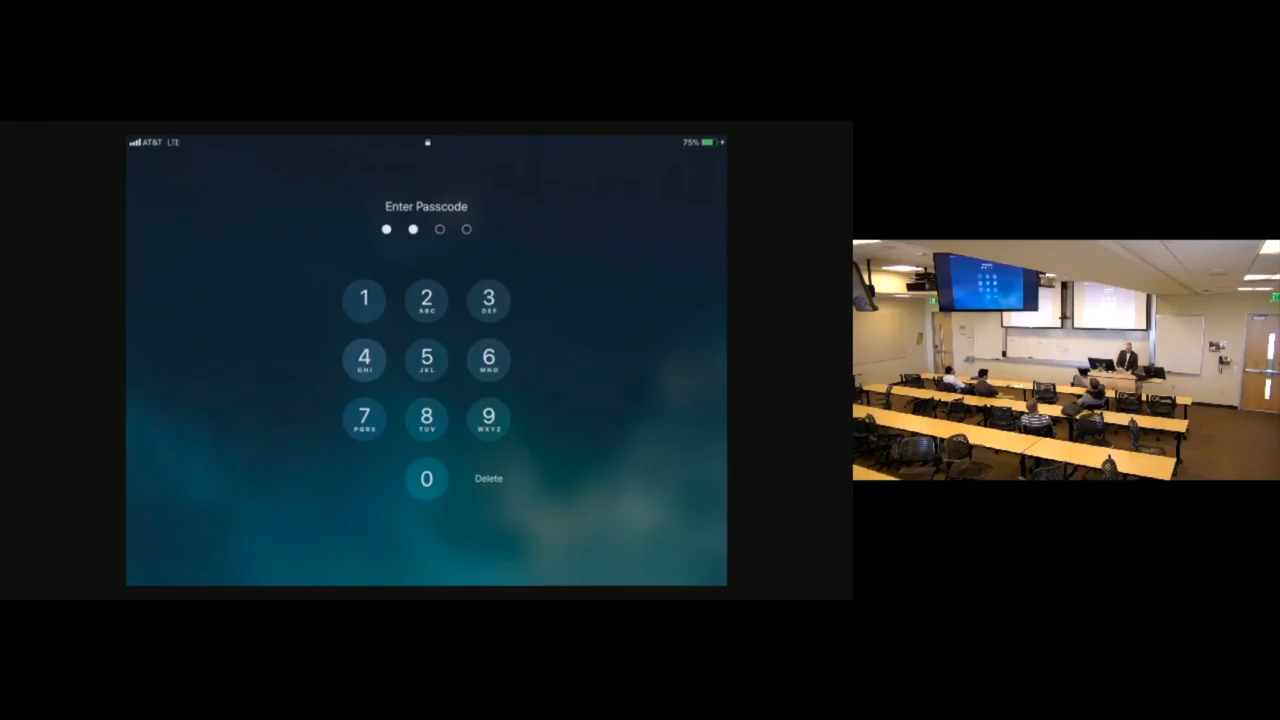 AT&T LTE
75%
Enter Passcode
1
2
ABC
3
DEF
4
GHI
5
JKL
6
MNO
7
PQRS
8
TUV
9
WXYZ
0
Delete